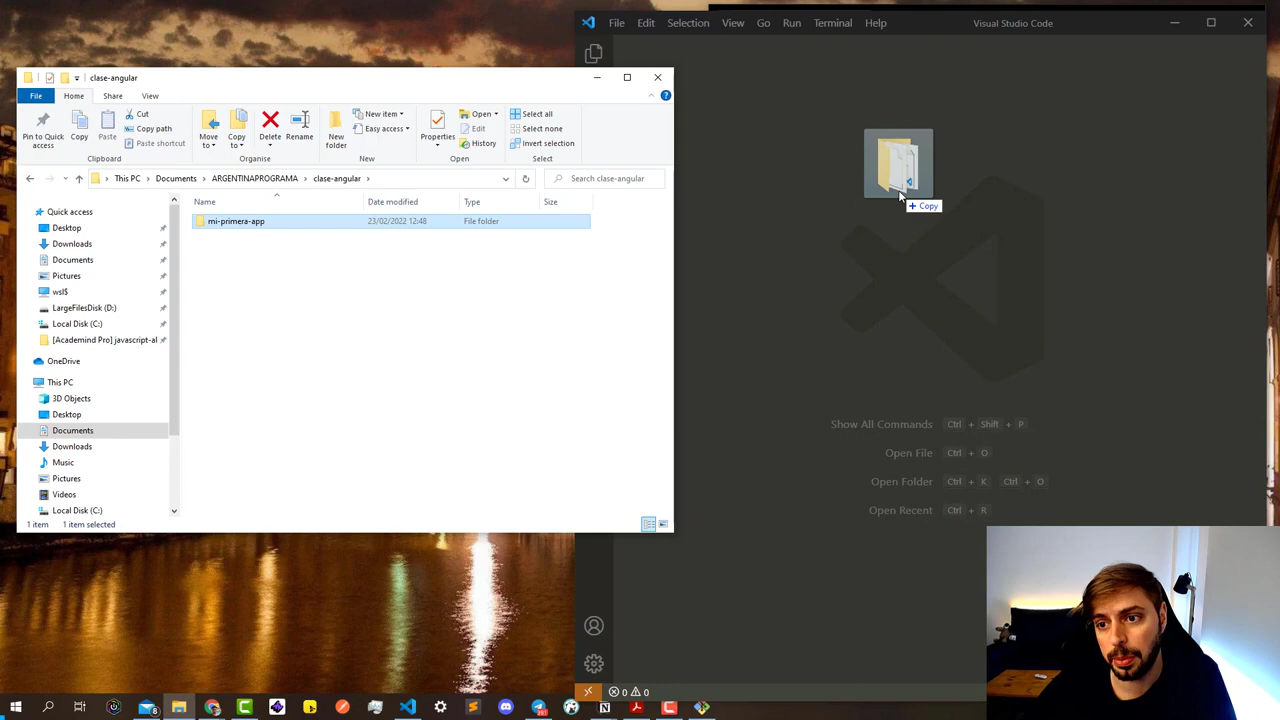 File Edit Selection View Go Run Terminal Help Visual Studio Code
clase-angular
File Home Share View
Pin to Quick access
Copy
Paste
Cut
Copy path
Paste shortcut
Clipboard
Move to
Copy to
Delete
Rename
Organise
New folder
New item
Easy access
New
Properties
Open
Edit
History
Open
Select all
Select none
Invert selection
Select
This PC Documents ARGENTINAPROGRAMA clase-angular
Search clase-angular
Name Date modified Type Size
mi-primera-app 23/02/2022 12:48 File folder
Quick access
Desktop
Downloads
Documents
Pictures
wsl$
LargeFilesDisk (D:)
Local Disk (C:)
[Academind Pro] javascript-al
OneDrive
This PC
3D Objects
Desktop
Documents
Downloads
Music
Pictures
Videos
Local Disk (C:)
1 item 1 item selected
+ Copy
Show All Commands Ctrl + Shift + P
Open File Ctrl + O
Open Folder Ctrl + K Ctrl + O
Open Recent Ctrl + R
0 0